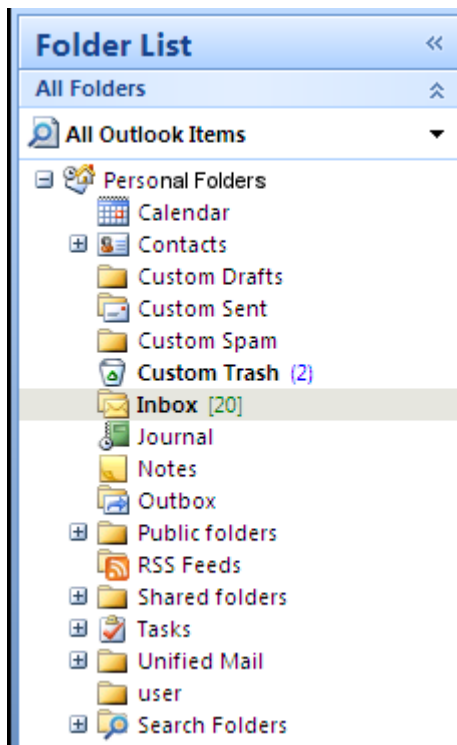 Folder List
All Folders
All Outlook Items
Personal Folders
Calendar
Contacts
Custom Drafts
Custom Sent
Custom Spam
Custom Trash (2)
Inbox [20]
Journal
Notes
Outbox
Public folders
RSS Feeds
Shared folders
Tasks
Unified Mail
user
Search Folders